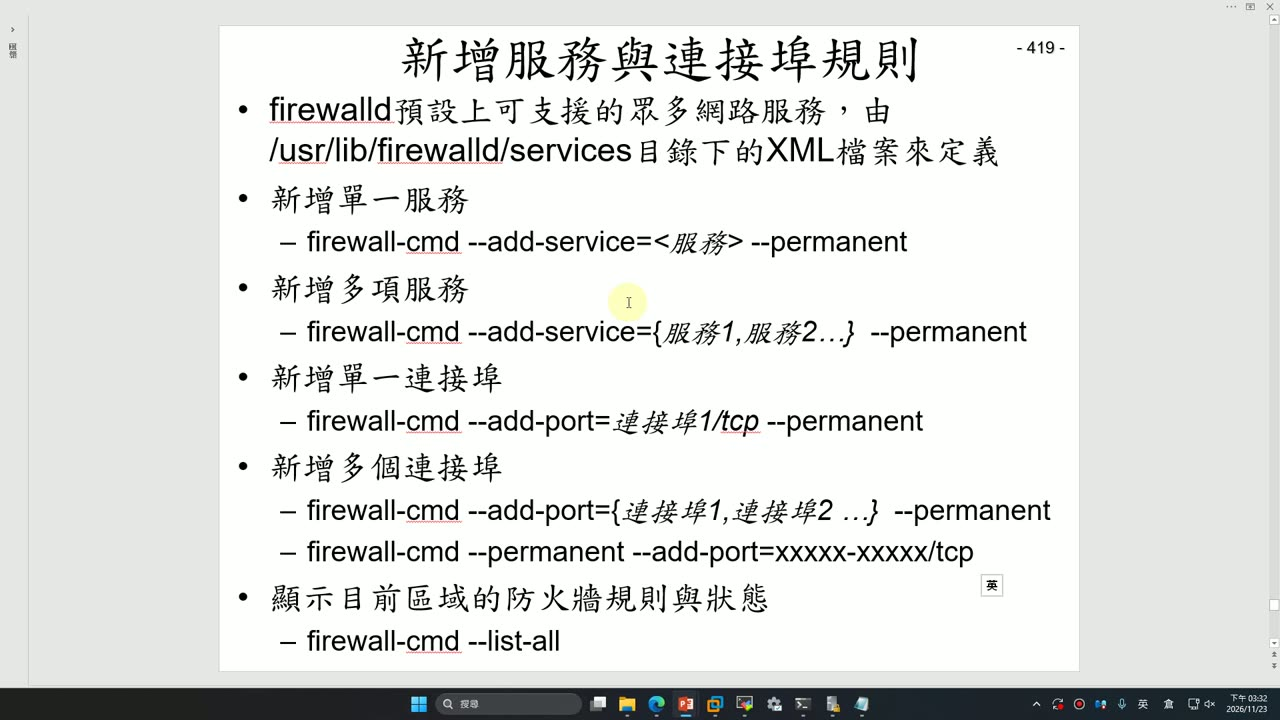 新增服務與連接埠規則
- 419 -
• firewalld預設上可支援的眾多網路服務，由
/usr/lib/firewalld/services目錄下的XML檔案來定義
• 新增單一服務
– firewall-cmd --add-service=<服務> --permanent
• 新增多項服務
– firewall-cmd --add-service={服務1,服務2…} --permanent
• 新增單一連接埠
– firewall-cmd --add-port=連接埠1/tcp --permanent
• 新增多個連接埠
– firewall-cmd --add-port={連接埠1,連接埠2 …} --permanent
– firewall-cmd --permanent --add-port=xxxxx-xxxxx/tcp
英
• 顯示目前區域的防火牆規則與狀態
– firewall-cmd --list-all
搜尋
英
下午 03:32
2026/11/23